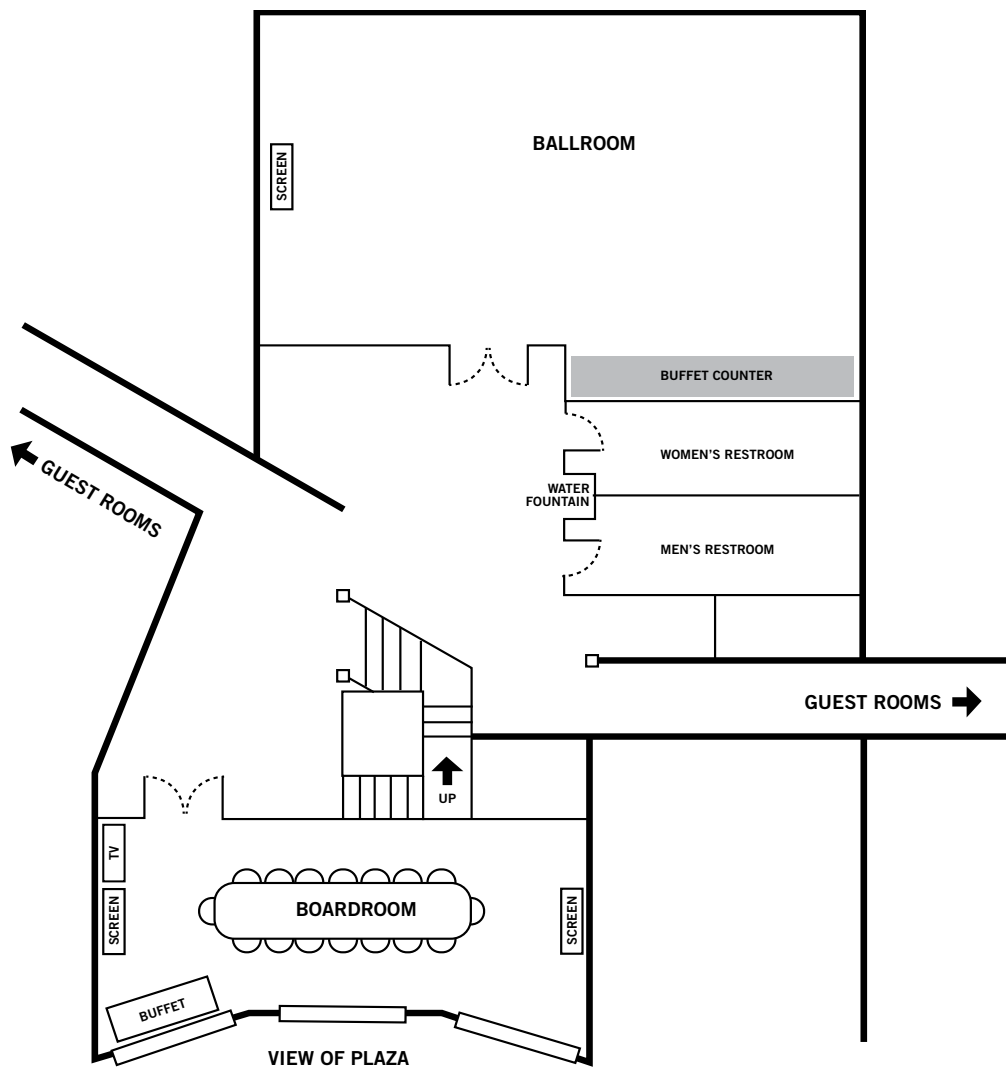 BALLROOM
SCREEN
BUFFET COUNTER
WOMEN'S RESTROOM
WATER
FOUNTAIN
GUEST ROOMS
MEN'S RESTROOM
GUEST ROOMS
UP
TV
SCREEN
BOARDROOM
SCREEN
BUFFET
VIEW OF PLAZA